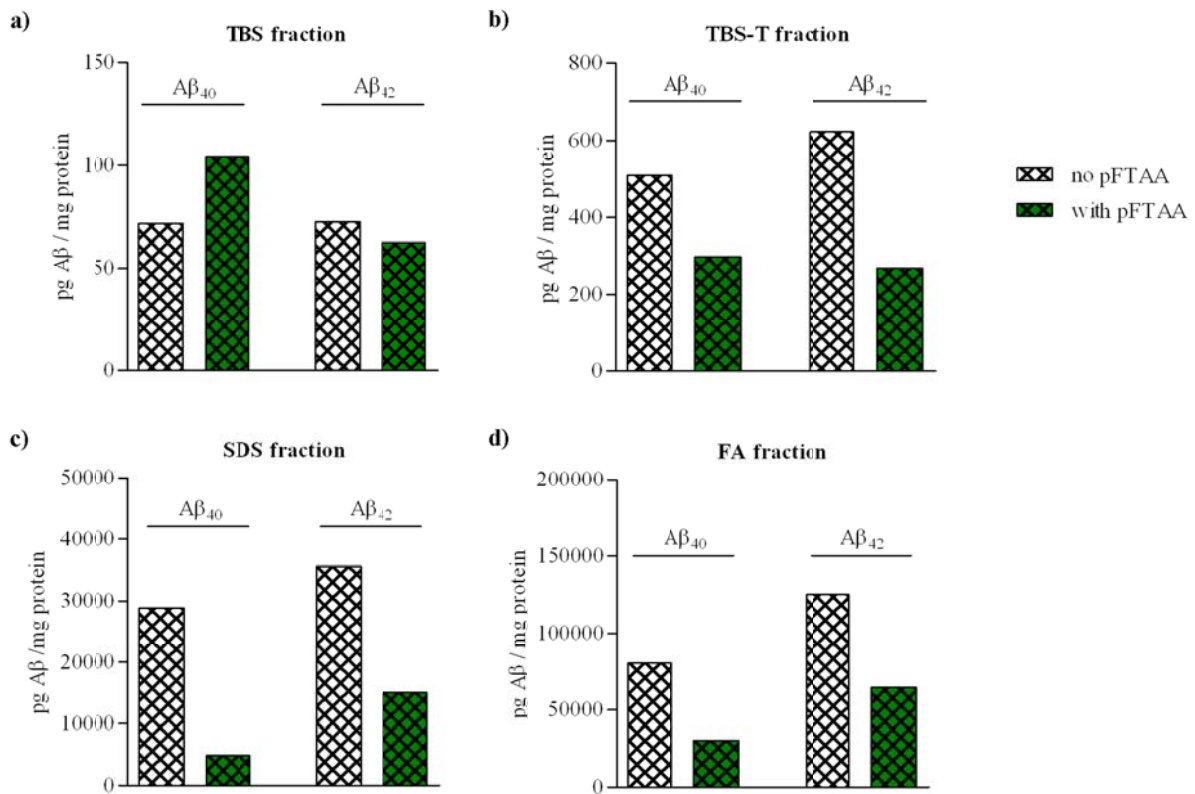 a)
TBS fraction
150
100
50
0
pg Aβ / mg protein
Aβ40
Aβ42
b)
TBS-T fraction
800
600
400
200
0
pg Aβ / mg protein
Aβ40
Aβ42
no pFTAA
with pFTAA
c)
SDS fraction
50000
40000
30000
20000
10000
0
pg Aβ /mg protein
Aβ40
Aβ42
d)
FA fraction
200000
150000
100000
50000
0
pg Aβ / mg protein
Aβ40
Aβ42